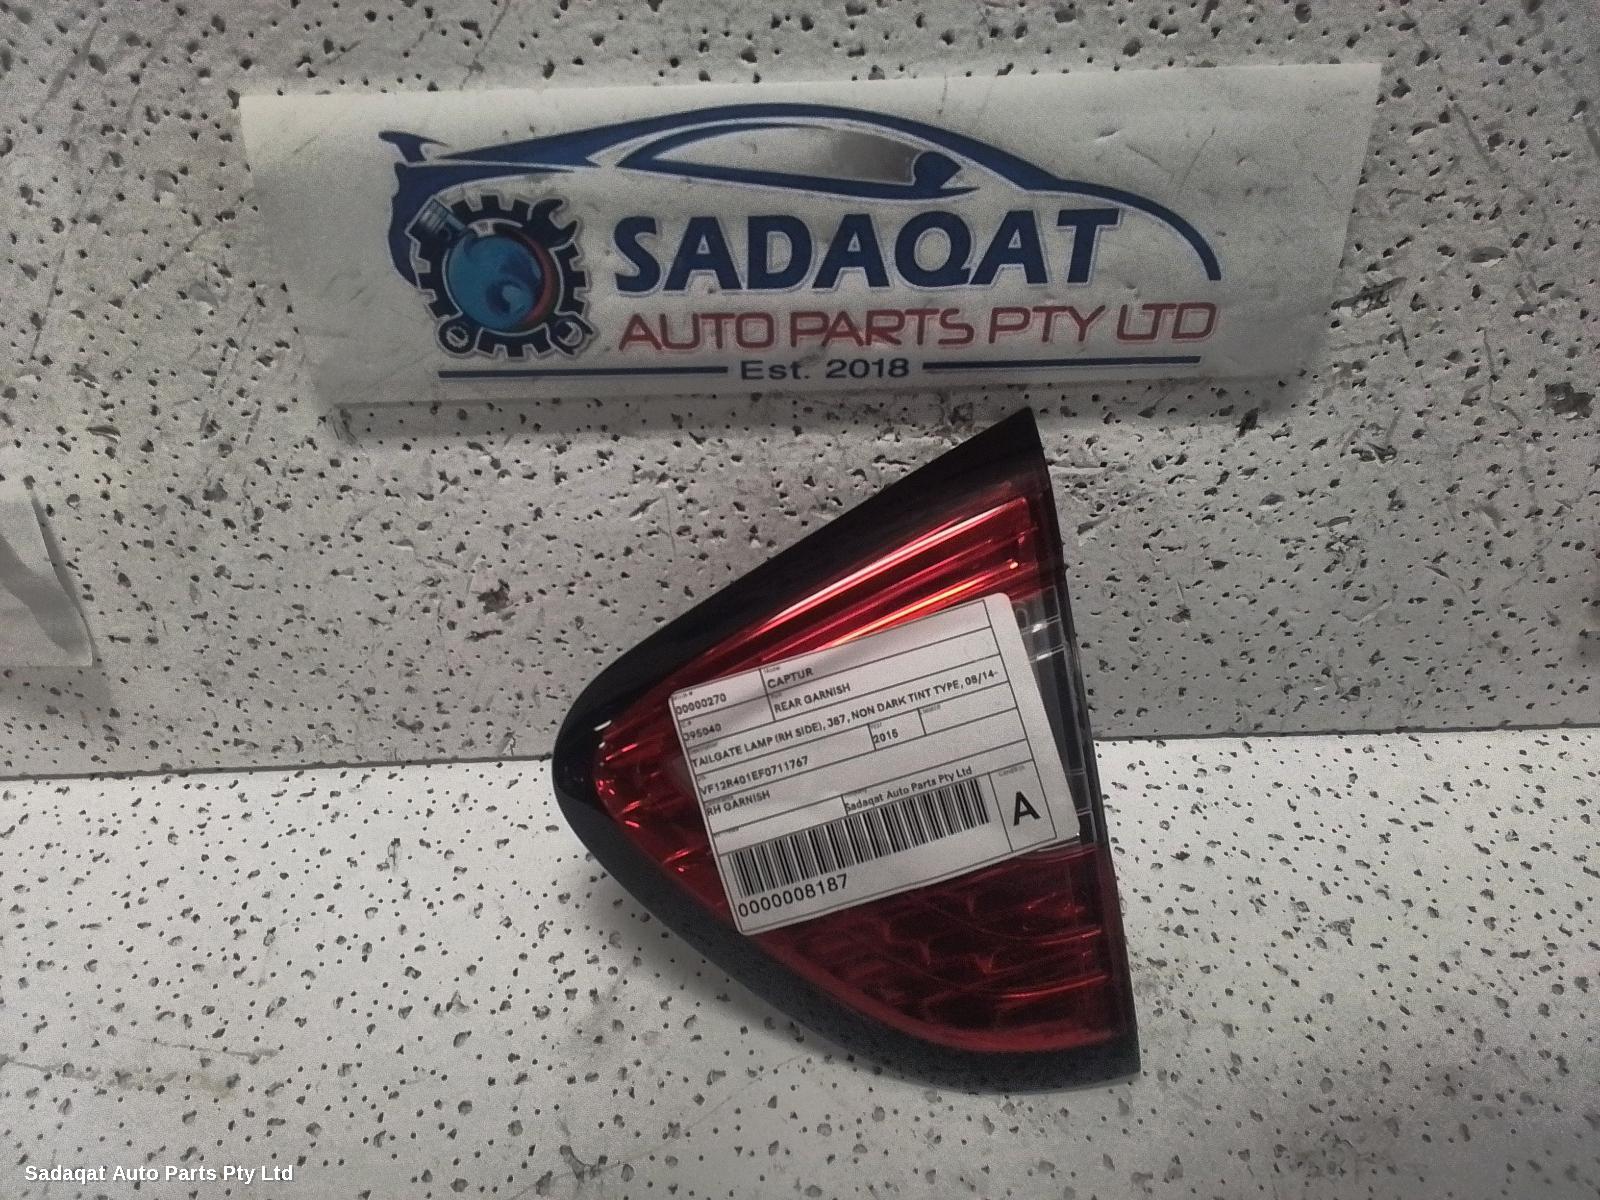 SADAQAT
AUTO PARTS PTY LTD
Est. 2018
00000270
CAPTUR
REAR GARNISH
TAILGATE LAMP (RH SIDE), J87, NON DARK TINT TYPE, 08/14-
VF12R401EF0711767
2015
RH GARNISH
Sadaqat Auto Parts Pty Ltd
A
0000008187
Sadaqat Auto Parts Pty Ltd